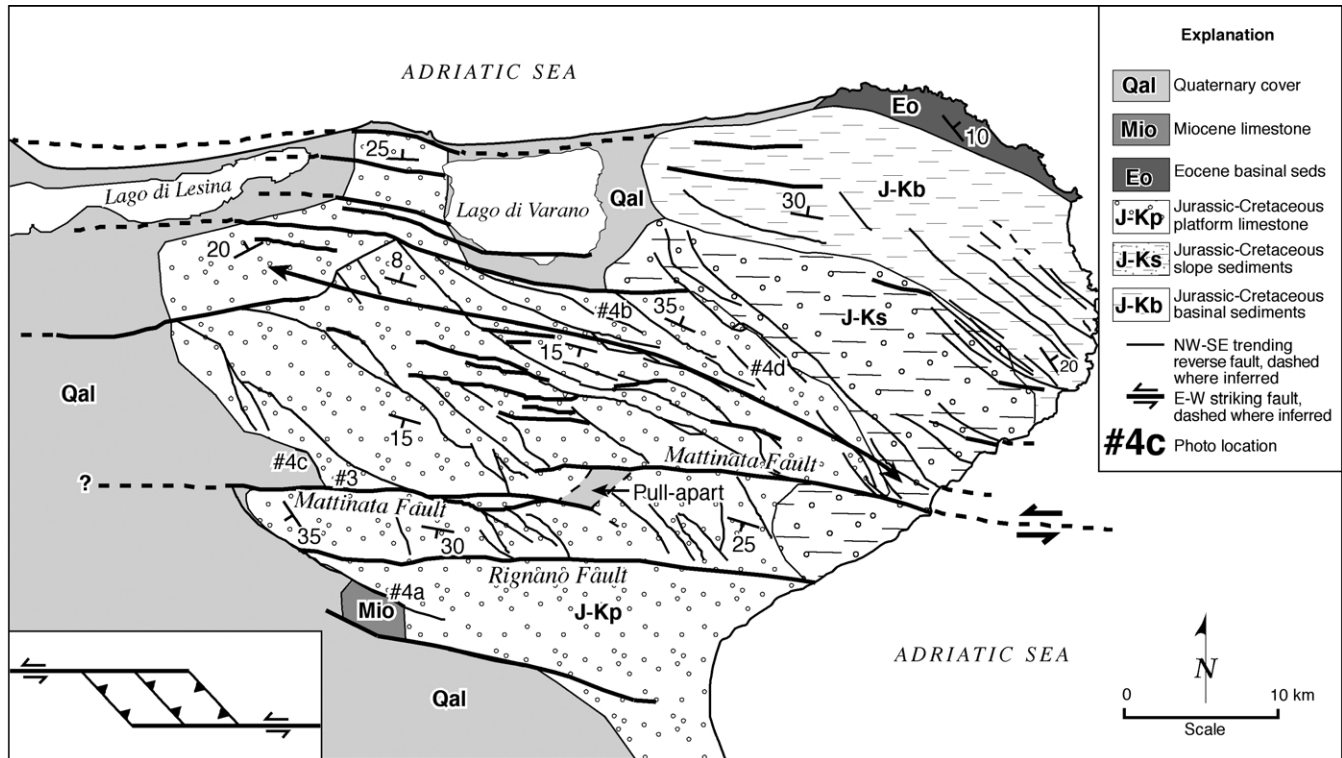 ADRIATIC SEA
Explanation
Qal Quaternary cover
Mio Miocene limestone
Eo Eocene basinal seds
J-Kp Jurassic-Cretaceous
platform limestone
J-Ks Jurassic-Cretaceous
slope sediments
J-Kb Jurassic-Cretaceous
basinal sediments
NW-SE trending
reverse fault, dashed
where inferred
E-W striking fault,
dashed where inferred
#4c Photo location
Eo
10
25
Lago di Lesina
Lago di Varano
Qal
J-Kb
30
20
8
#4b
35
J-Ks
15
#4d
20
Qal
15
#4c
#3
Mattinata Fault
?
Mattinata Fault
Pull-apart
35
30
25
Rignano Fault
#4a
Mio
J-Kp
ADRIATIC SEA
Qal
N
0 10 km
Scale